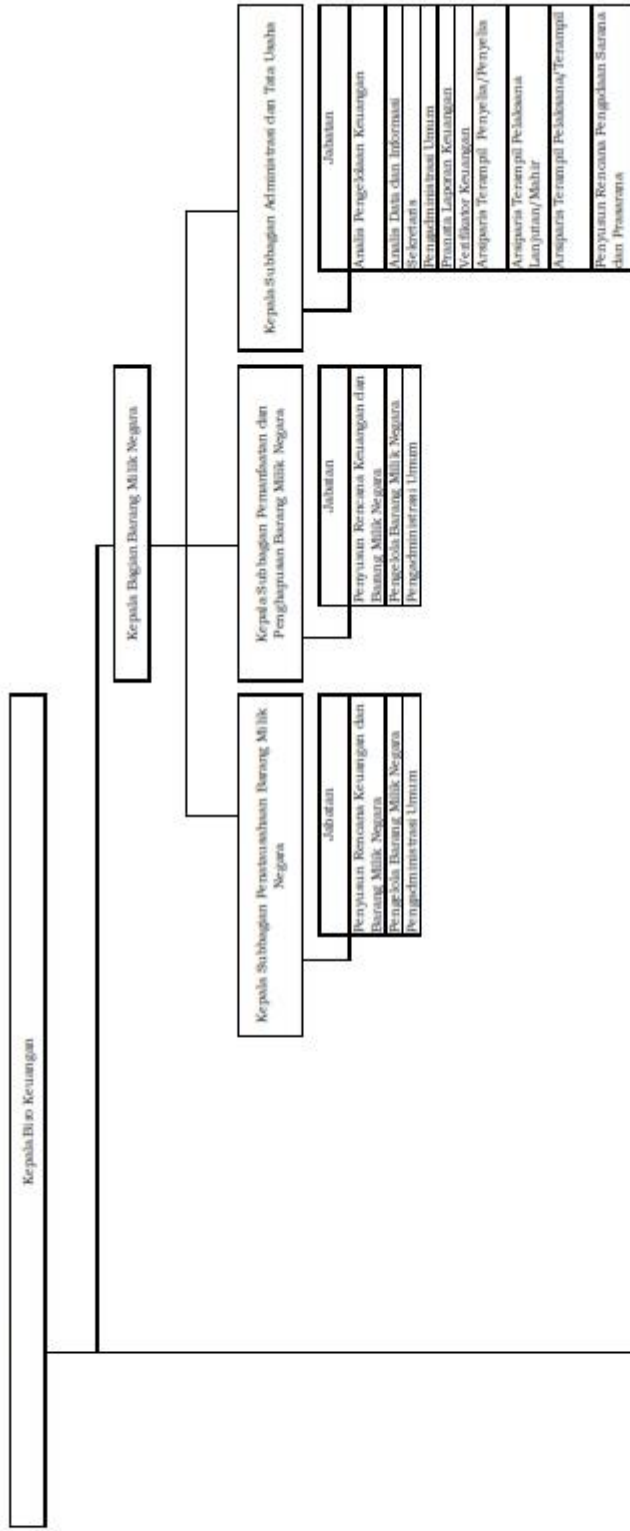 Kepala Biro Keuangan
Kepala Bagian Barang Milik Negara
Kepala Subbagian Penatausahaan Barang Milik
Negara
Jabatan
Penyusun Rencana Keuangan dan
Barang Milik Negara
Pengelola Barang Milik Negara
Pengadministrasi Umum
Kepala Subbagian Pemanfaatan dan
Penghapusan Barang Milik Negara
Jabatan
Penyusun Rencana Keuangan dan
Barang Milik Negara
Pengelola Barang Milik Negara
Pengadministrasi Umum
Kepala Subbagian Administrasi dan Tata Usaha
Jabatan
Analis Pengelolaan Keuangan
Analis Data dan Informasi
Sekretaris
Pengadministrasi Umum
Pranata Laporan Keuangan
Verifikator Keuangan
Arsiparis Terampil Penyelia/Penyelia
Arsiparis Terampil Pelaksana
Lanjutan/Mahir
Arsiparis Terampil Pelaksana/Terampil
Penyusun Rencana Pengadaan Sarana
dan Prasarana